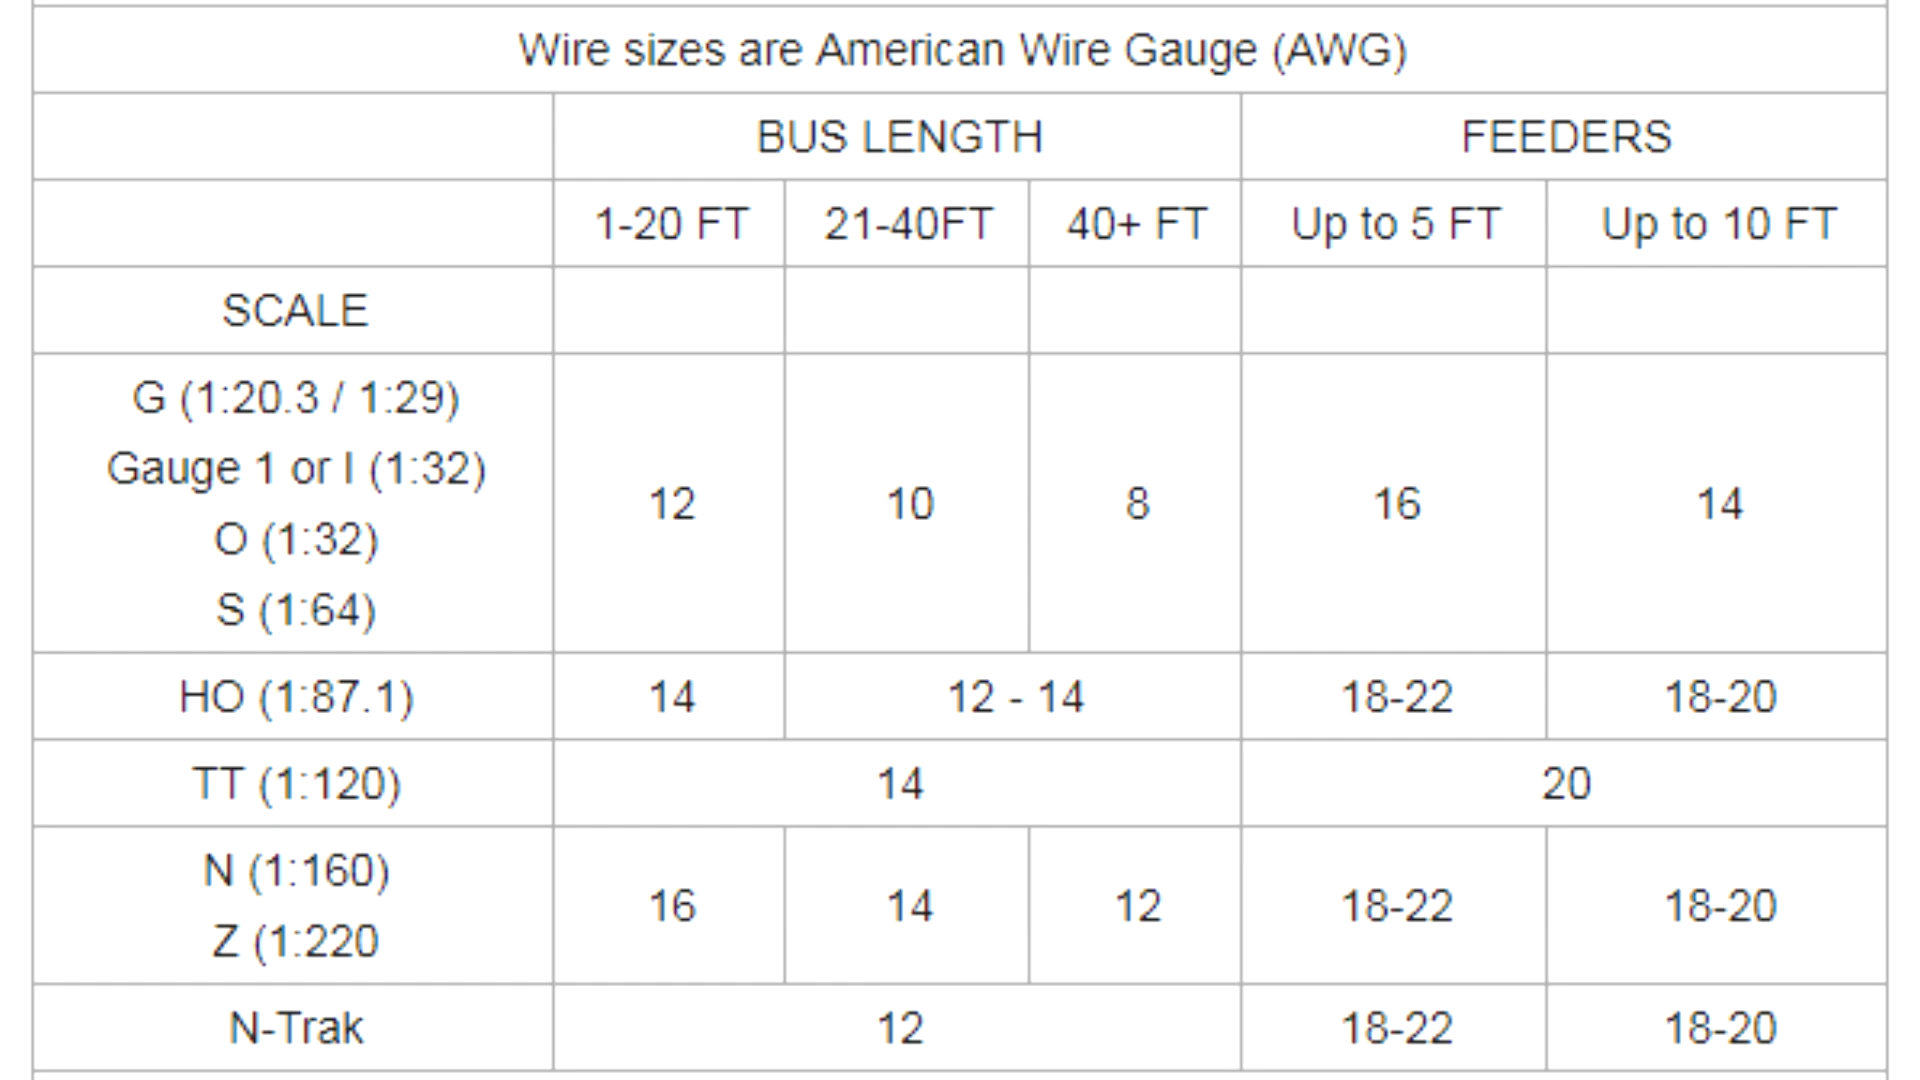 Wire sizes are American Wire Gauge (AWG)
BUS LENGTH FEEDERS
1-20 FT 21-40FT 40+ FT Up to 5 FT Up to 10 FT
SCALE
G (1:20.3 / 1:29)
Gauge 1 or I (1:32)
O (1:32)
S (1:64)
12 10 8 16 14
HO (1:87.1) 14 12 - 14 18-22 18-20
TT (1:120) 14 20
N (1:160)
Z (1:220
16 14 12 18-22 18-20
N-Trak 12 18-22 18-20